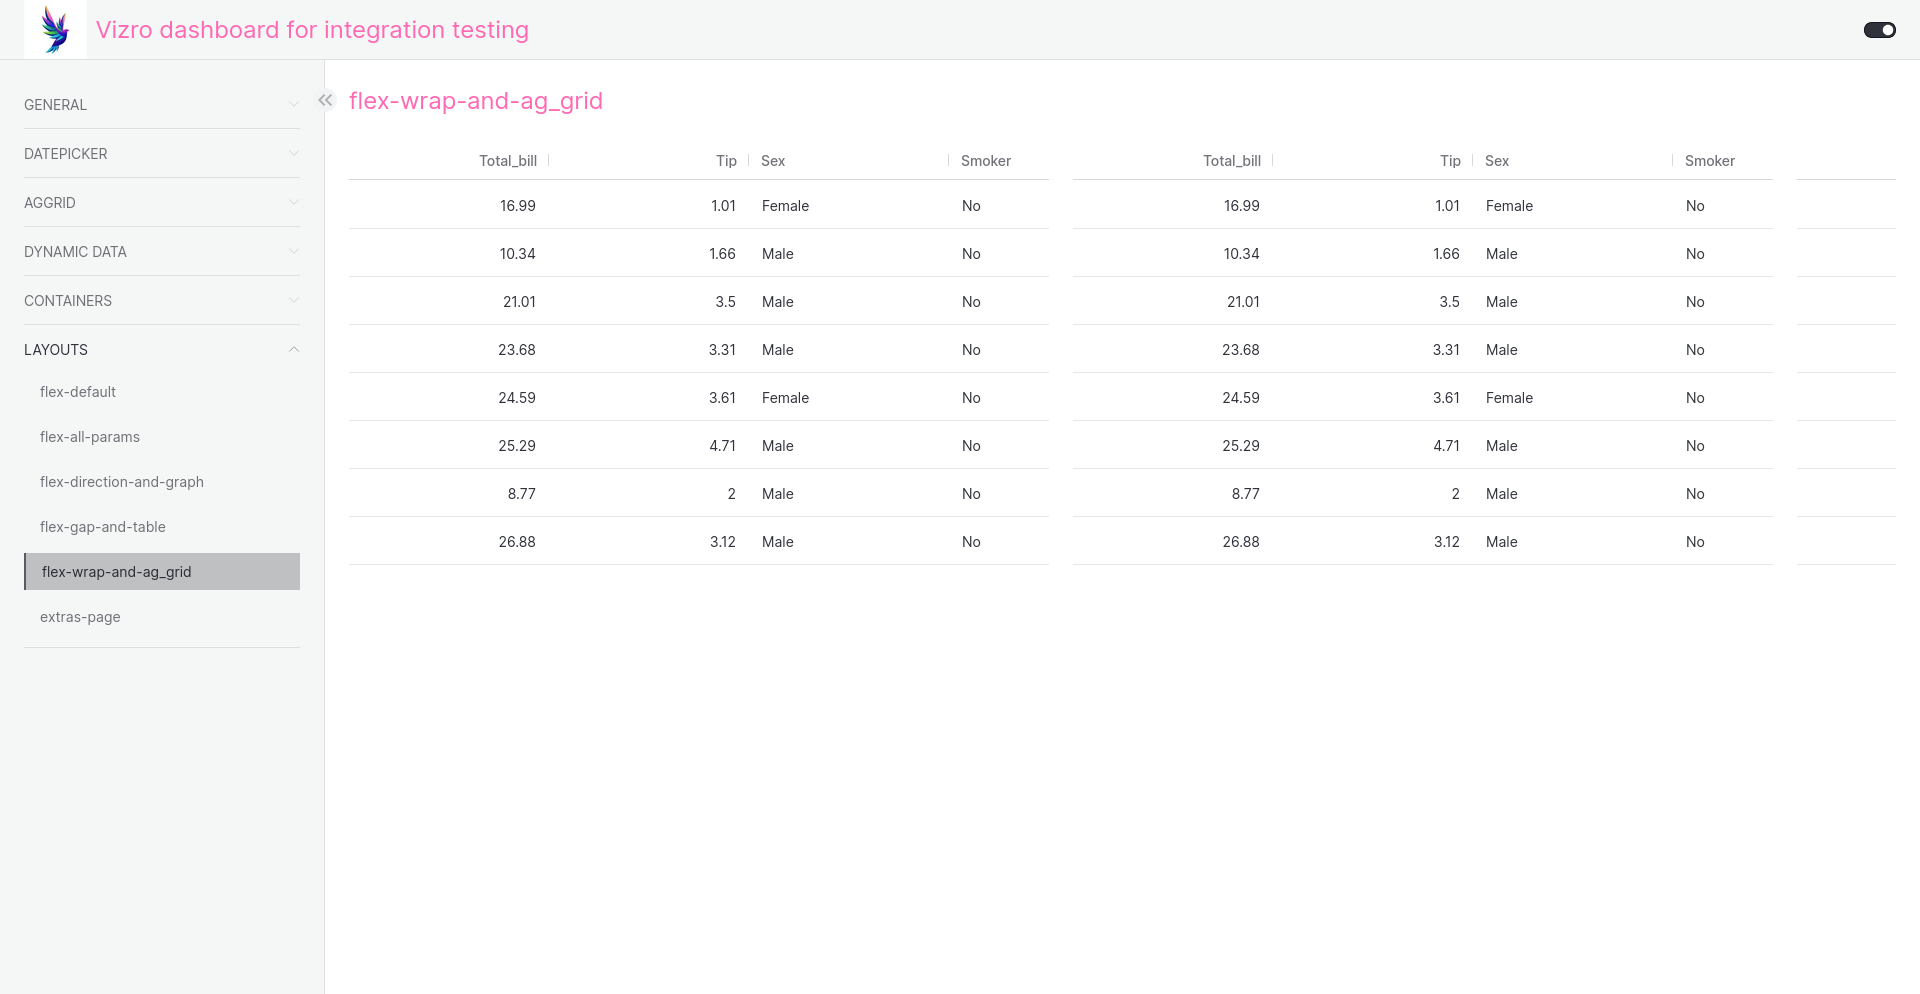 Vizro dashboard for integration testing
GENERAL
DATEPICKER
AGGRID
DYNAMIC DATA
CONTAINERS
LAYOUTS
flex-default
flex-all-params
flex-direction-and-graph
flex-gap-and-table
flex-wrap-and-ag_grid
extras-page
flex-wrap-and-ag_grid
Total_bill Tip Sex Smoker Total_bill Tip Sex Smoker
16.99 1.01 Female No 16.99 1.01 Female No
10.34 1.66 Male No 10.34 1.66 Male No
21.01 3.5 Male No 21.01 3.5 Male No
23.68 3.31 Male No 23.68 3.31 Male No
24.59 3.61 Female No 24.59 3.61 Female No
25.29 4.71 Male No 25.29 4.71 Male No
8.77 2 Male No 8.77 2 Male No
26.88 3.12 Male No 26.88 3.12 Male No